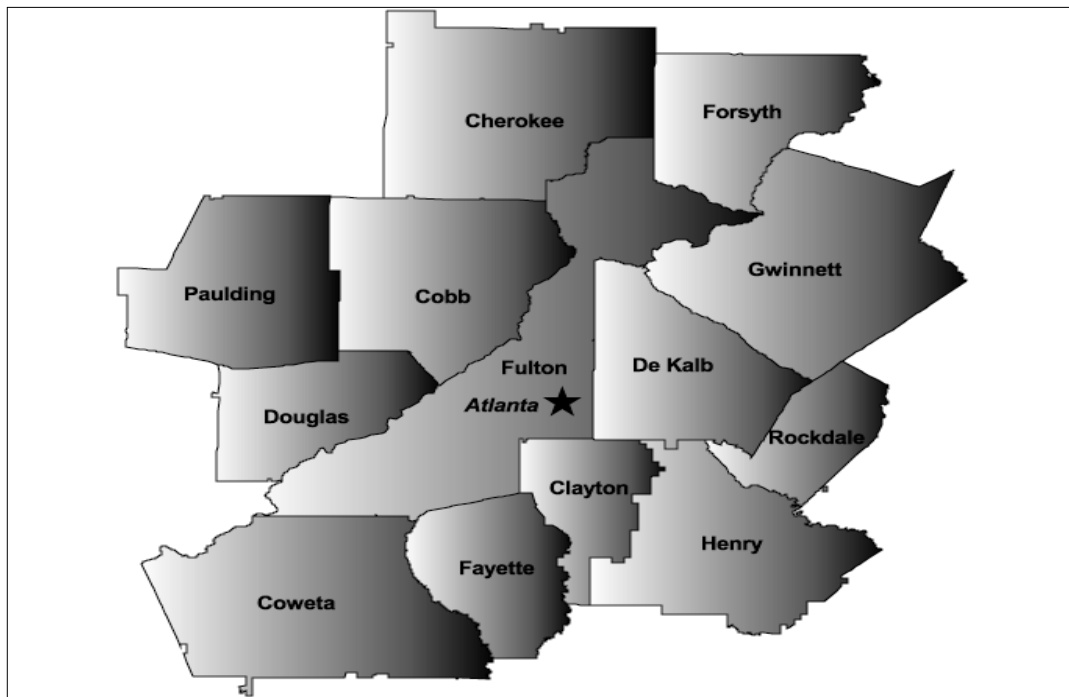 Cherokee
Forsyth
Gwinnett
Paulding
Cobb
Fulton
De Kalb
Atlanta
Douglas
Rockdale
Clayton
Henry
Fayette
Coweta